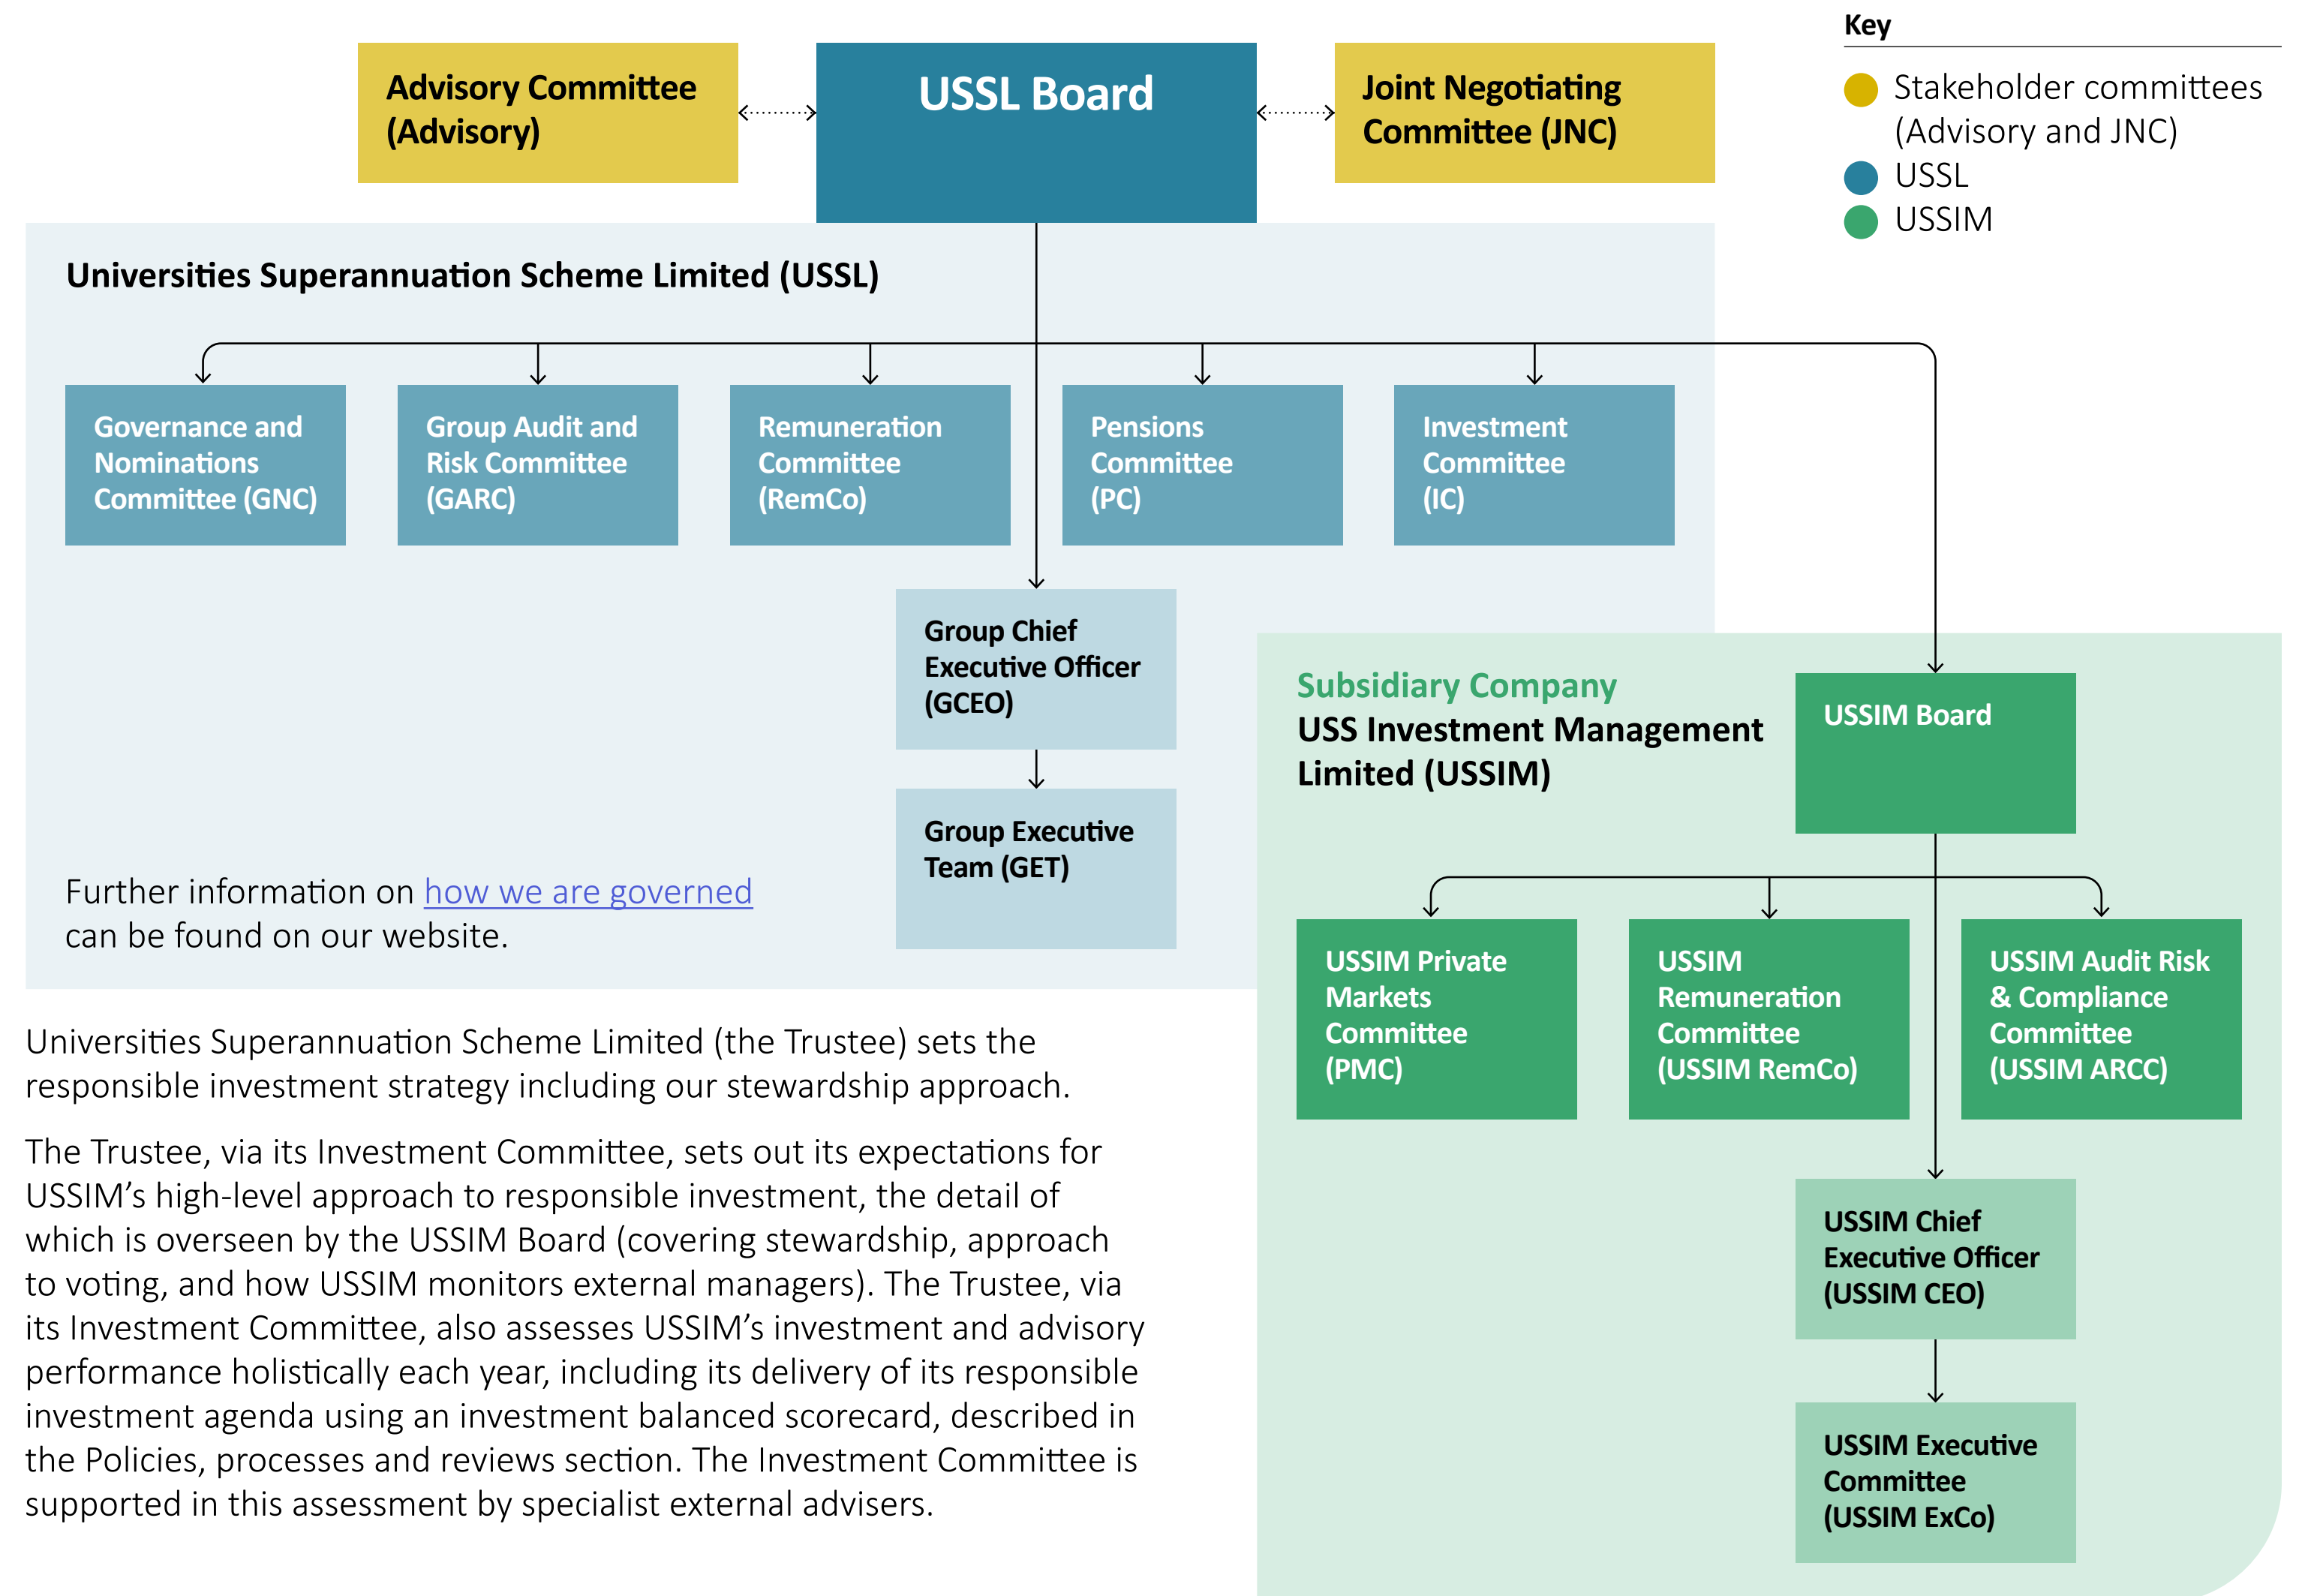 Key
Stakeholder committees
(Advisory and JNC)
USSL
USSIM
Advisory Committee
(Advisory)
USSL Board
Joint Negotiating
Committee (JNC)
Universities Superannuation Scheme Limited (USSL)
Governance and
Nominations
Committee (GNC)
Group Audit and
Risk Committee
(GARC)
Remuneration
Committee
(RemCo)
Pensions
Committee
(PC)
Investment
Committee
(IC)
Group Chief
Executive Officer
(GCEO)
Group Executive
Team (GET)
Further information on how we are governed
can be found on our website.
Subsidiary Company
USS Investment Management
Limited (USSIM)
USSIM Board
USSIM Private
Markets
Committee
(PMC)
USSIM
Remuneration
Committee
(USSIM RemCo)
USSIM Audit Risk
& Compliance
Committee
(USSIM ARCC)
USSIM Chief
Executive Officer
(USSIM CEO)
USSIM Executive
Committee
(USSIM ExCo)
Universities Superannuation Scheme Limited (the Trustee) sets the
responsible investment strategy including our stewardship approach.
The Trustee, via its Investment Committee, sets out its expectations for
USSIM’s high-level approach to responsible investment, the detail of
which is overseen by the USSIM Board (covering stewardship, approach
to voting, and how USSIM monitors external managers). The Trustee, via
its Investment Committee, also assesses USSIM’s investment and advisory
performance holistically each year, including its delivery of its responsible
investment agenda using an investment balanced scorecard, described in
the Policies, processes and reviews section. The Investment Committee is
supported in this assessment by specialist external advisers.